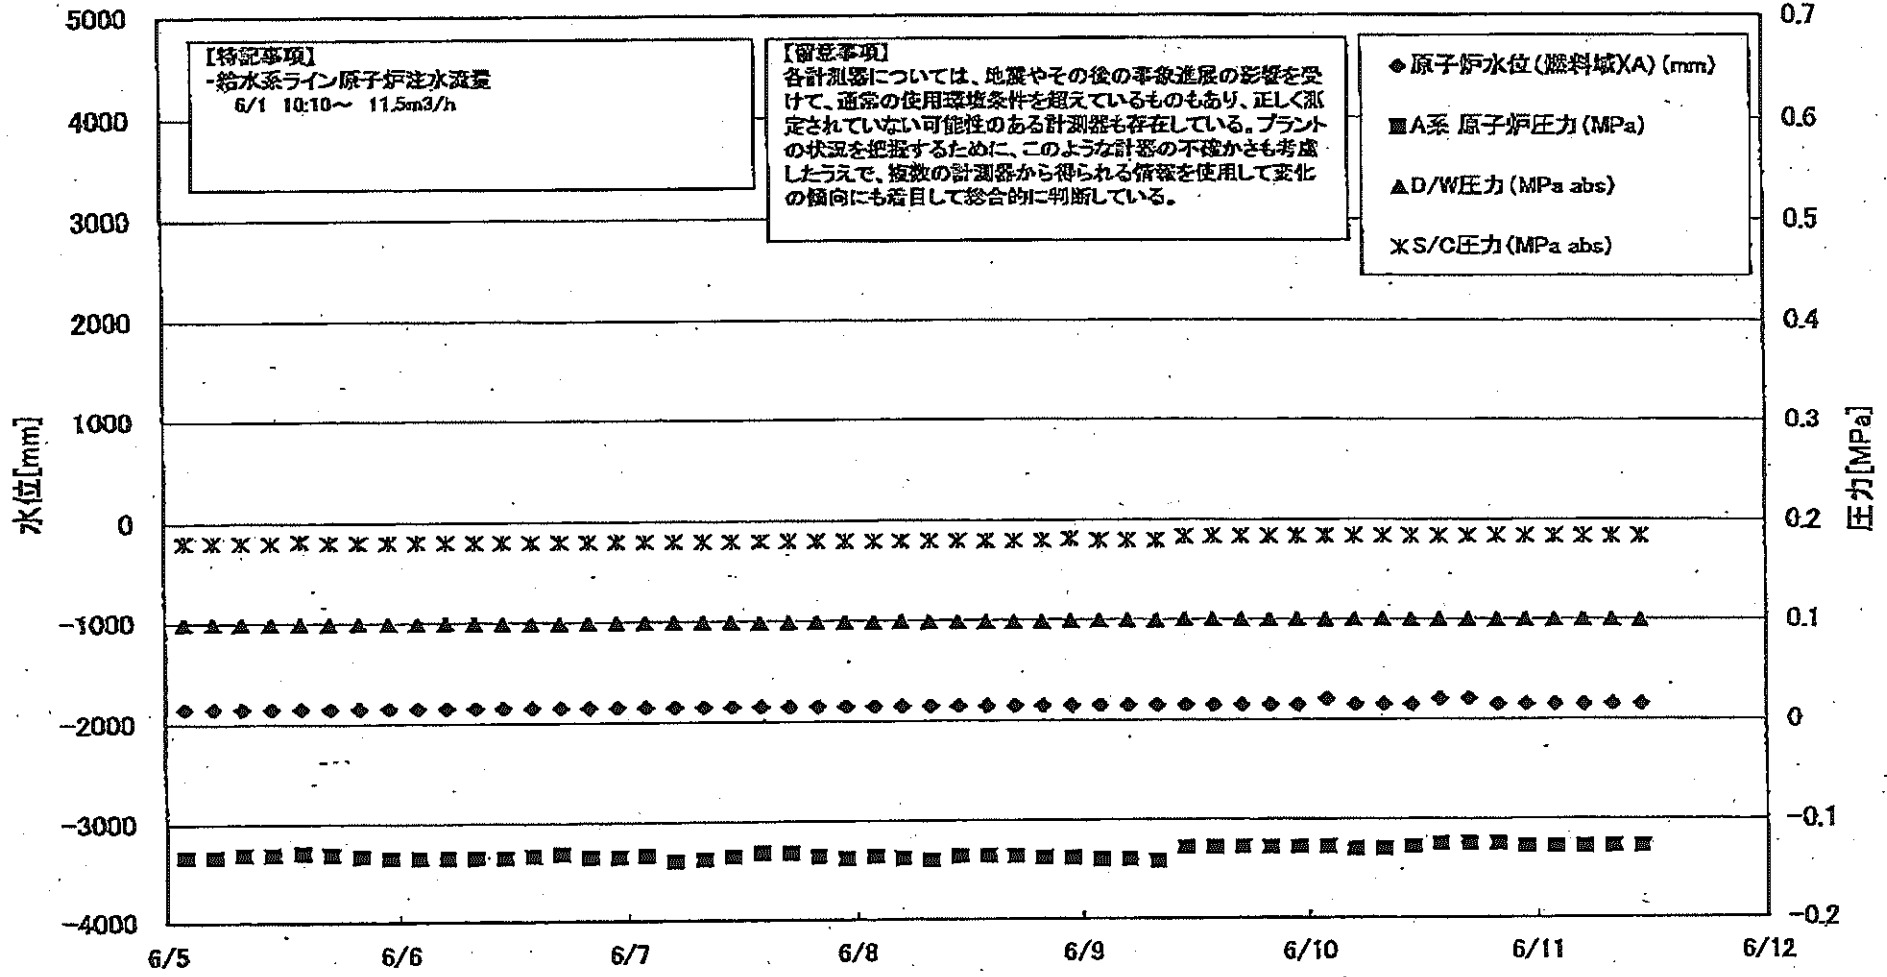 5000
4000
3000
2000
1000
0
-1000
-2000
-3000
-4000
水位[mm]
【特記事項】
-給水系ライン原子炉注水流量
6/1 10:10～ 11.5m3/h
【留意事項】
各計測器については、地震やその後の事象進展の影響を受
けて、通常の使用環境条件を超えているものもあり、正しく測
定されていない可能性のある計測器も存在している。プラント
の状況を把握するために、このような計器の不確かさも考慮
したうえで、複数の計測器から得られる情報を使用して変化
の傾向にも着目して総合的に判断している。
◆原子炉水位(燃料域)(A) (mm)
■A系 原子炉圧力(MPa)
▲D/W圧力(MPa abs)
S/C圧力(MPa abs)
0.7
0.6
0.5
0.4
0.3
0.2
0.1
0
-0.1
-0.2
圧力[MPa]
6/5 6/6 6/7 6/8 6/9 6/10 6/11 6/12